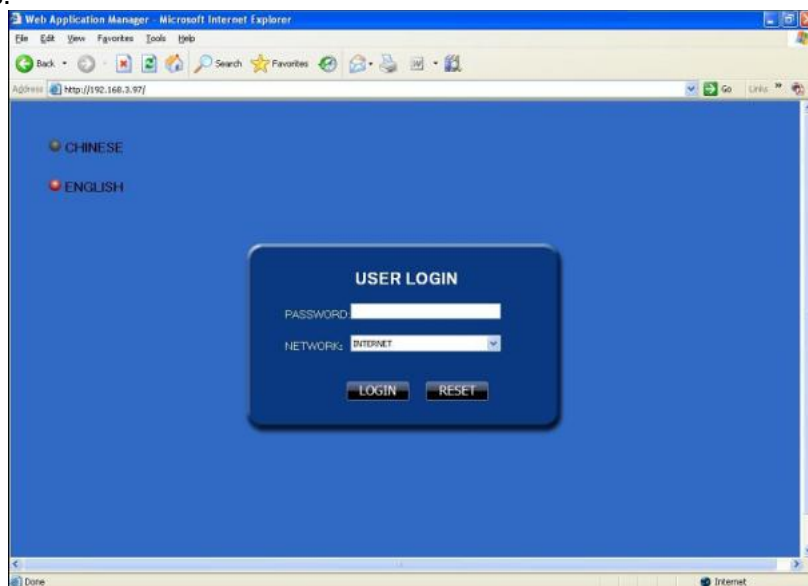 Web Application Manager - Microsoft Internet Explorer
File Edit View Favorites Tools Help
Back Search Favorites
Address http://192.168.3.97/ Go Links »
CHINESE
ENGLISH
USER LOGIN
PASSWORD:
NETWORK: INTERNET
LOGIN RESET
Done Internet